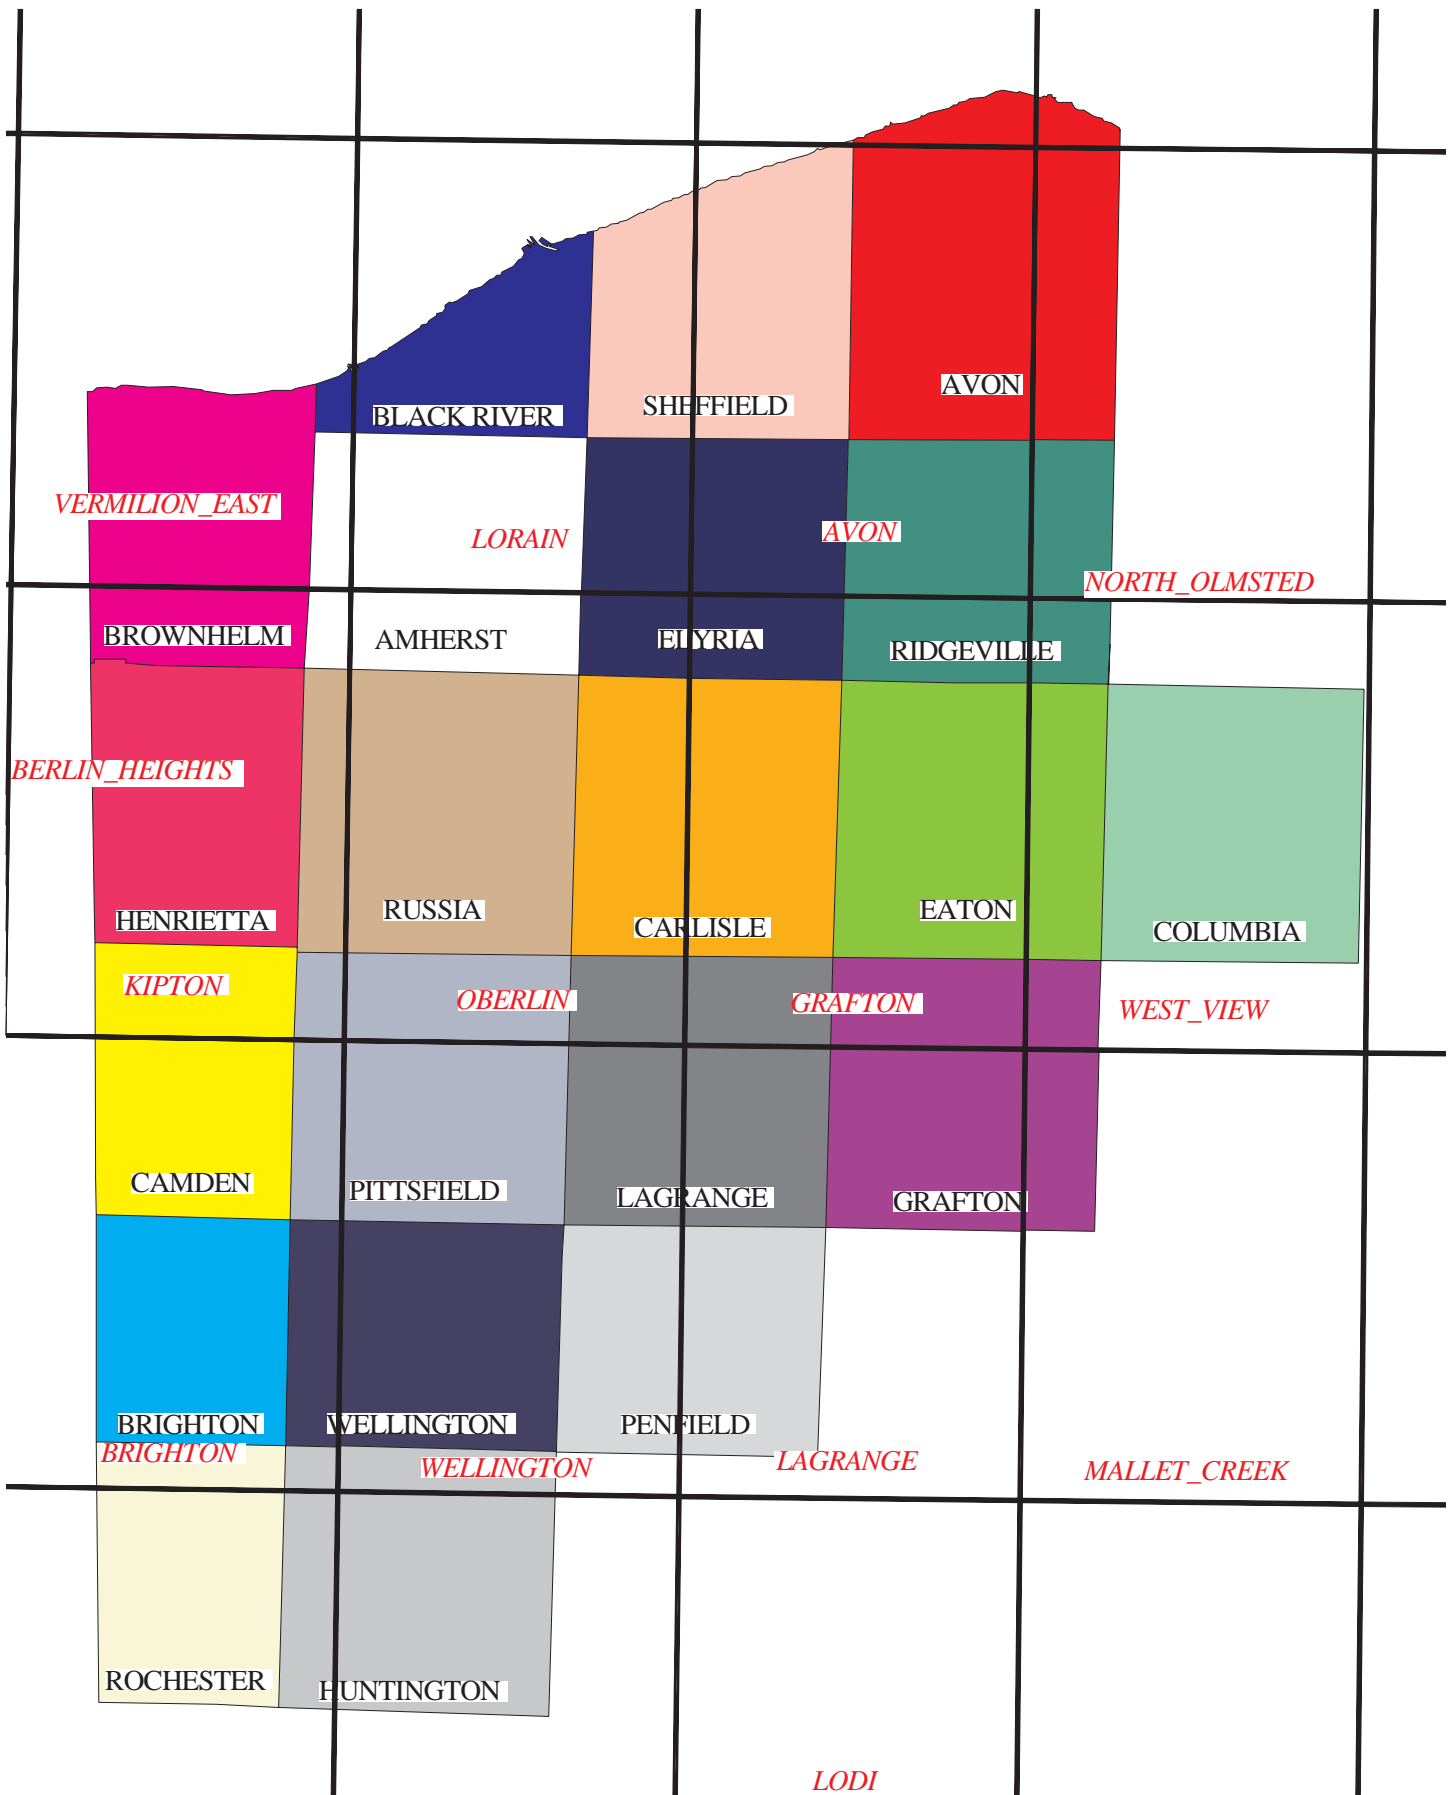 AVON
SHEFFIELD
BLACK RIVER
VERMILION_EAST
AVON
LORAIN
NORTH_OLMSTED
BROWNHELM
AMHERST
ELYRIA
RIDGEVILLE
BERLIN_HEIGHTS
HENRIETTA
RUSSIA
CARLISLE
EATON
COLUMBIA
KIPTON
OBERLIN
GRAFTON
WEST_VIEW
CAMDEN
PITTSFIELD
LAGRANGE
GRAFTON
BRIGHTON
WELLINGTON
PENFIELD
BRIGHTON
WELLINGTON
LAGRANGE
MALLET_CREEK
ROCHESTER
HUNTINGTON
LODI